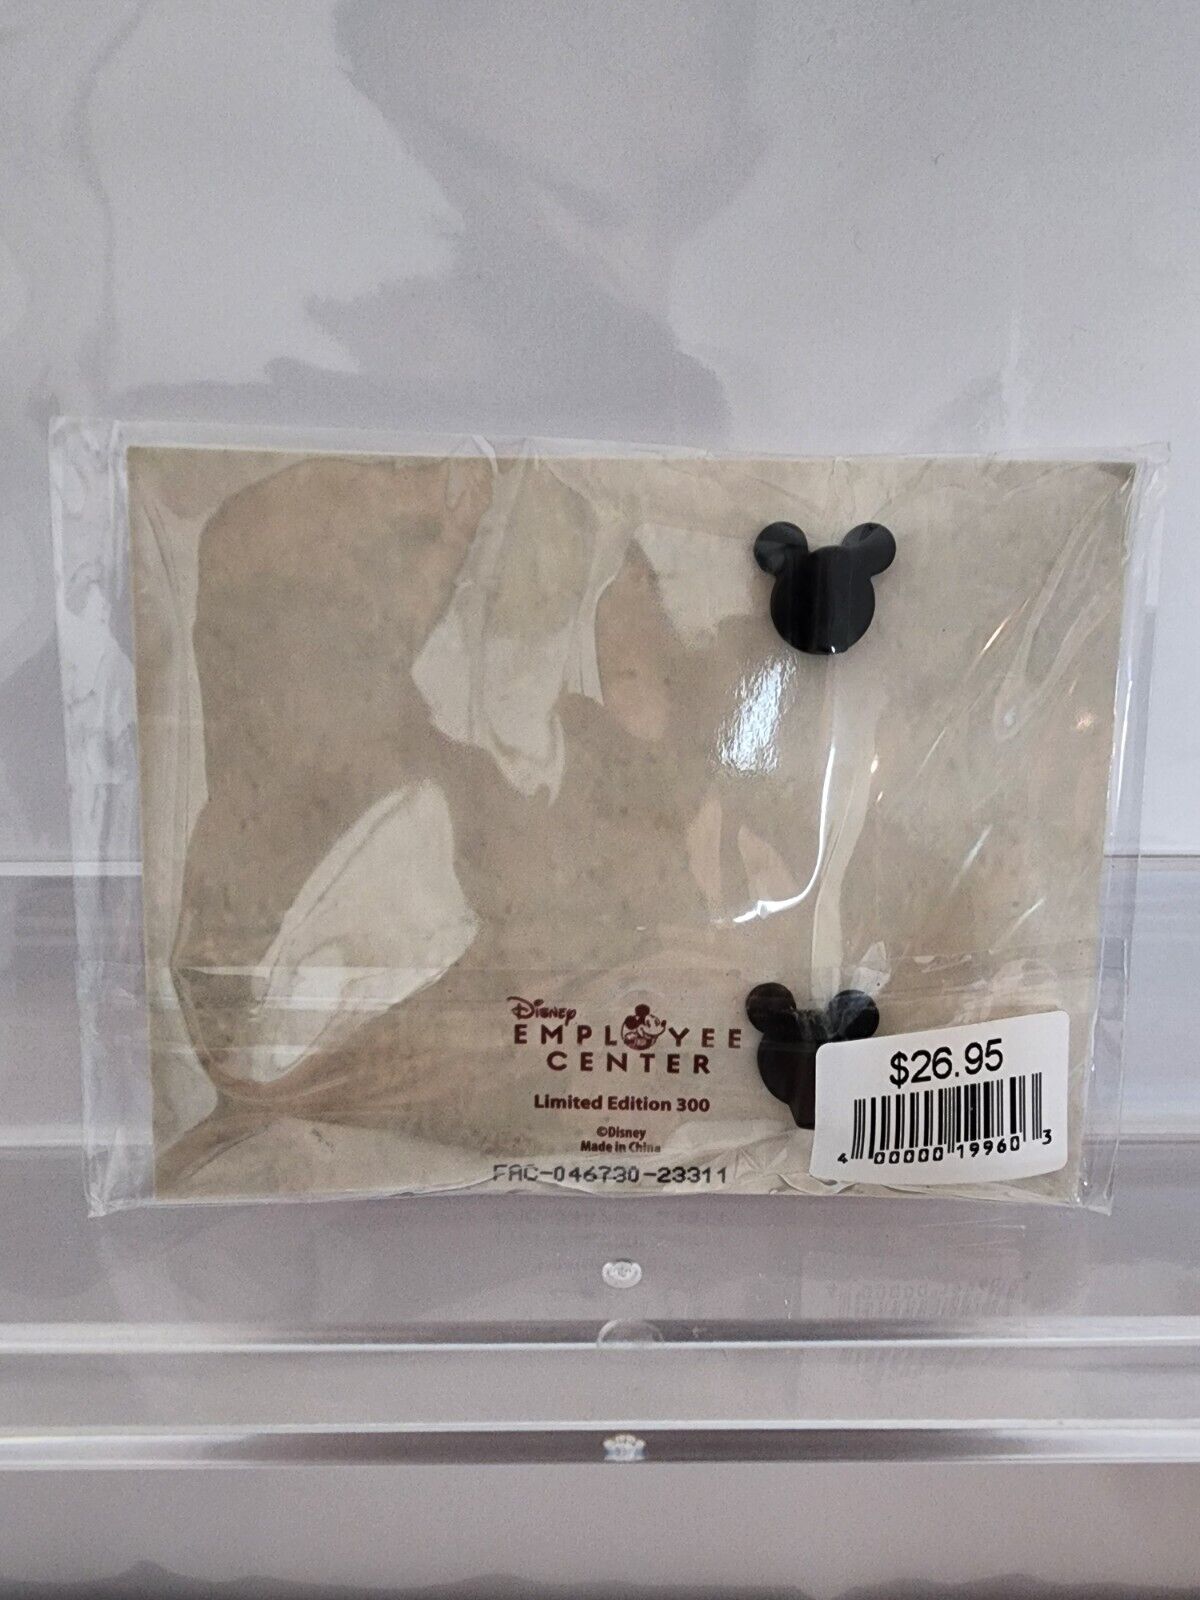 Disney
EMPLOYEE
CENTER
Limited Edition 300
©Disney
Made in China
FAC-046730-23311
$26.95
4 00000 19960 3